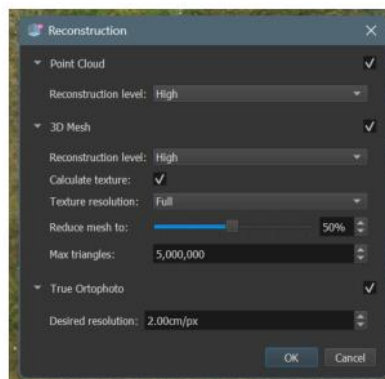 Reconstruction
Point Cloud
Reconstruction level: High
3D Mesh
Reconstruction level: High
Calculate texture:
Texture resolution: Full
Reduce mesh to: 50%
Max triangles: 5,000,000
True Ortophoto
Desired resolution: 2.00cm/px
OK Cancel